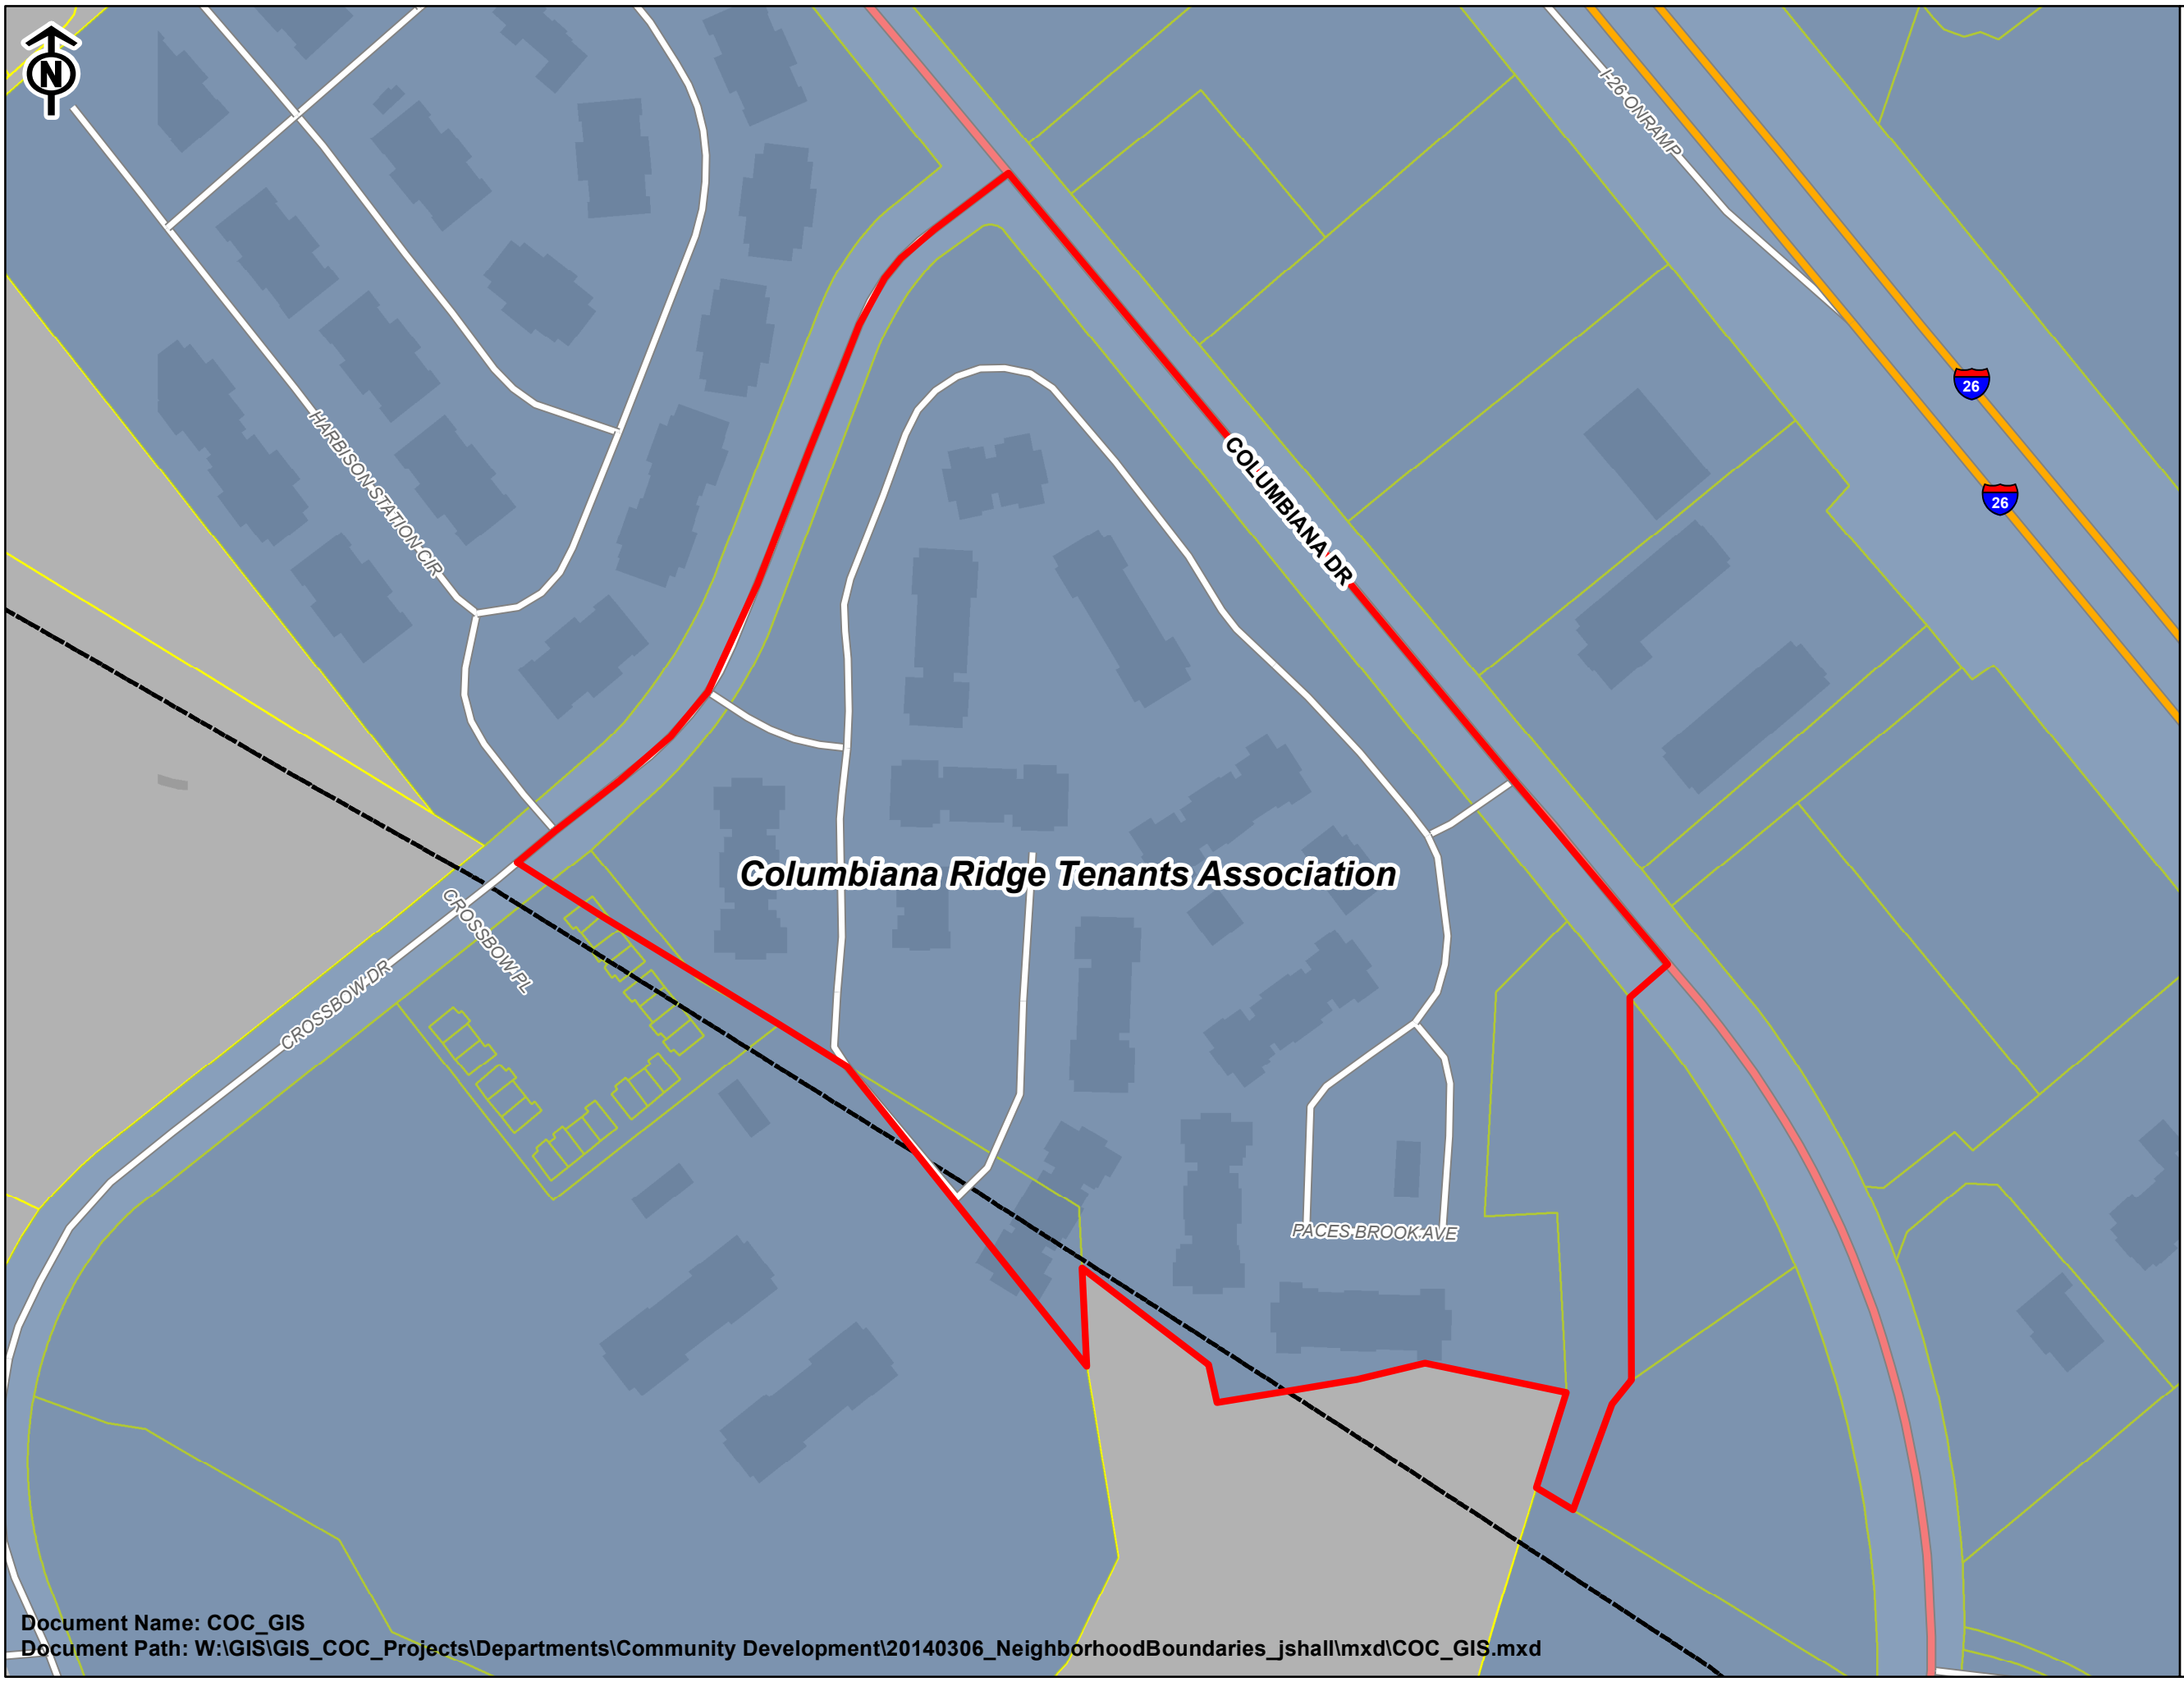 N
I-26 ONRAMP
26
26
HARBISON STATION CIR
COLUMBIANA DR
Columbiana Ridge Tenants Association
CROSSBOW PL
CROSSBOW DR
PACES BROOK AVE
Document Name: COC_GIS
Document Path: W:\GIS\GIS_COC_Projects\Departments\Community Development\20140306_NeighborhoodBoundaries_jshall\mxd\COC_GIS.mxd